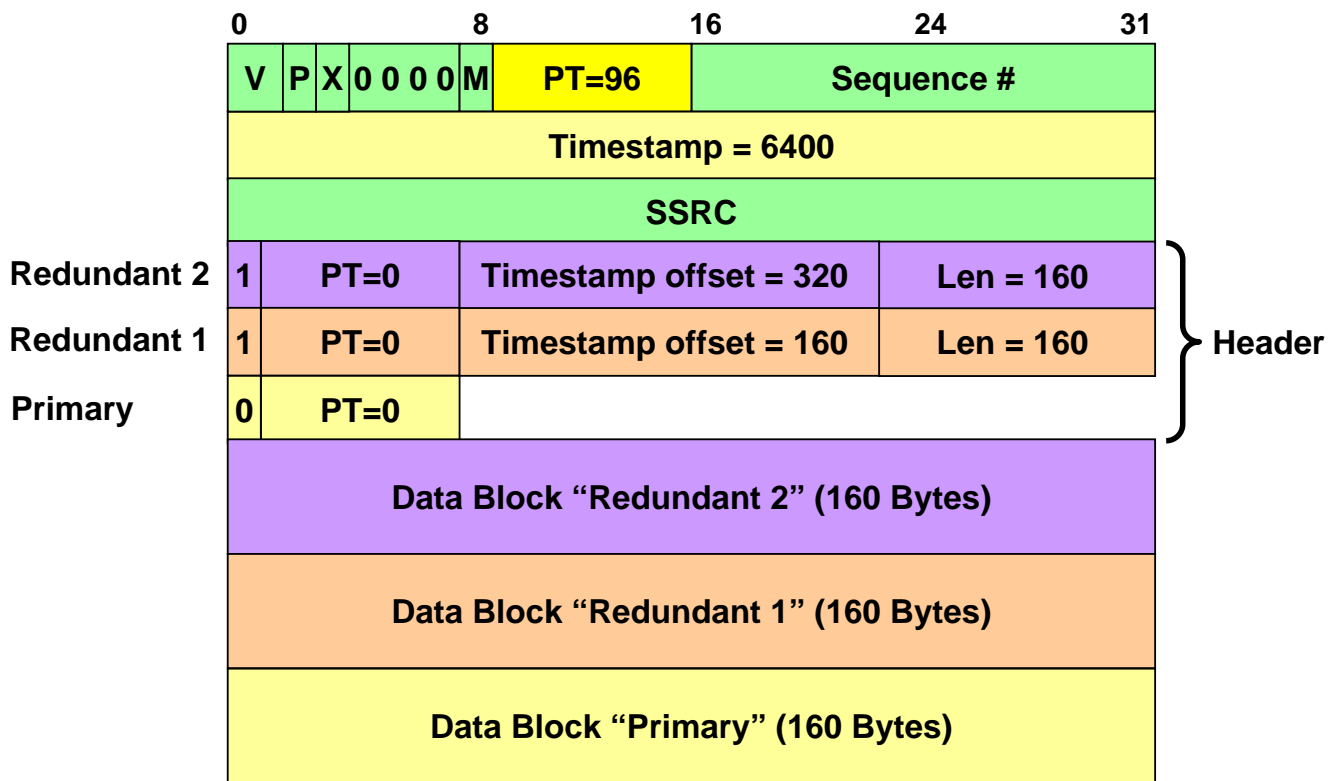 0 8 16 24 31
V P X 0 0 0 0 M PT=96 Sequence #
Timestamp = 6400
SSRC
Redundant 2 1 PT=0 Timestamp offset = 320 Len = 160
Redundant 1 1 PT=0 Timestamp offset = 160 Len = 160
Header
Primary 0 PT=0
Data Block “Redundant 2” (160 Bytes)
Data Block “Redundant 1” (160 Bytes)
Data Block “Primary” (160 Bytes)